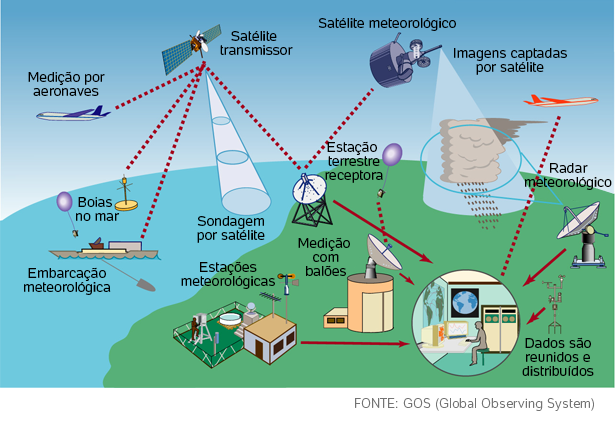 Satélite
transmissor
Satélite meteorológico
Imagens captadas
por satélite
Medição por
aeronaves
Estação
terrestre
receptora
Radar
meteorológico
Boias
no mar
Sondagem
por satélite
Medição
com
balões
Embarcação
meteorológica
Estações
meteorológicas
Dados são
reunidos e
distribuídos
FONTE: GOS (Global Observing System)